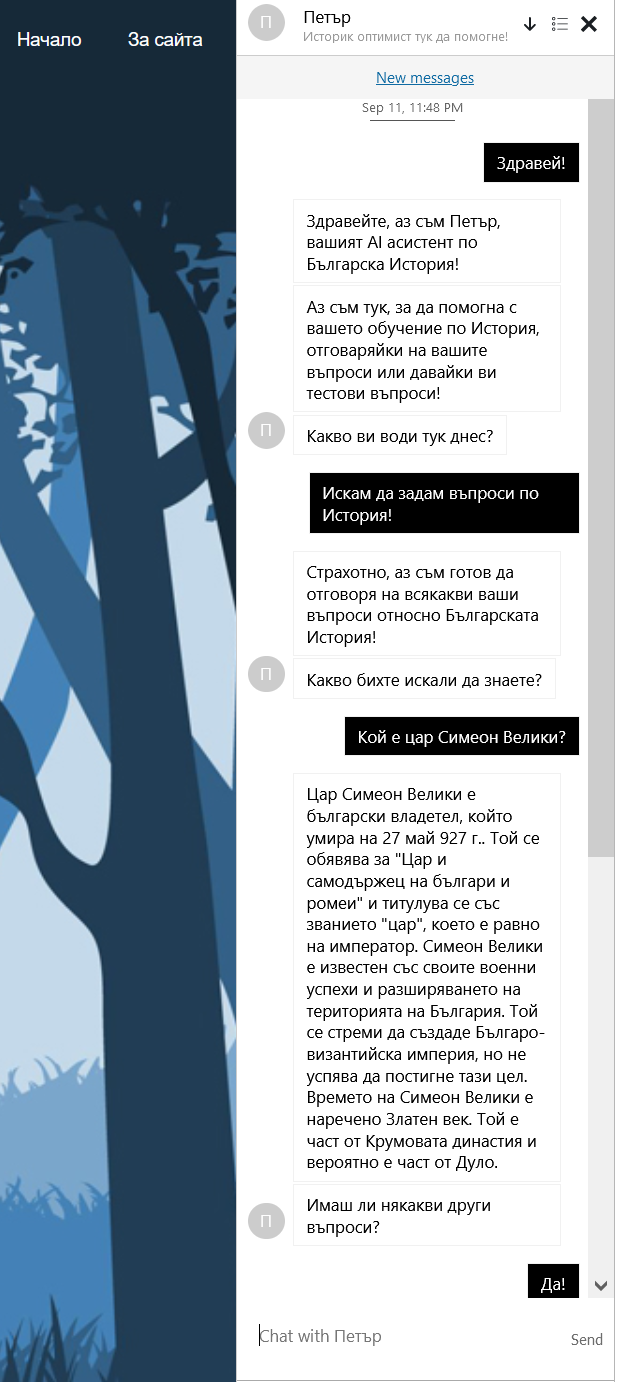 Начало За сайта
П
Петър
Историк оптимист тук да помогне!
New messages
Sep 11, 11:48 PM
Здравей!
Здравейте, аз съм Петър,
вашият AI асистент по
Българска История!
Аз съм тук, за да помогна с
вашето обучение по История,
отговаряйки на вашите
въпроси или давайки ви
тестови въпроси!
П
Какво ви води тук днес?
Искам да задам въпроси по
История!
Страхотно, аз съм готов да
отговоря на всякакви ваши
въпроси относно Българската
История!
П
Какво бихте искали да знаете?
Кой е цар Симеон Велики?
Цар Симеон Велики е
български владетел, който
умира на 27 май 927 г.. Той се
обявява за "Цар и
самодържец на българи и
ромеи" и титулува се със
званието "цар", което е равно
на император. Симеон Велики
е известен със своите военни
успехи и разширяването на
територията на България. Той
се стреми да създаде Българо-
византийска империя, но не
успява да постигне тази цел.
Времето на Симеон Велики е
наречено Златен век. Той е
част от Крумовата династия и
вероятно е част от Дуло.
П
Имаш ли някакви други
въпроси?
Да!
Chat with Петър
Send